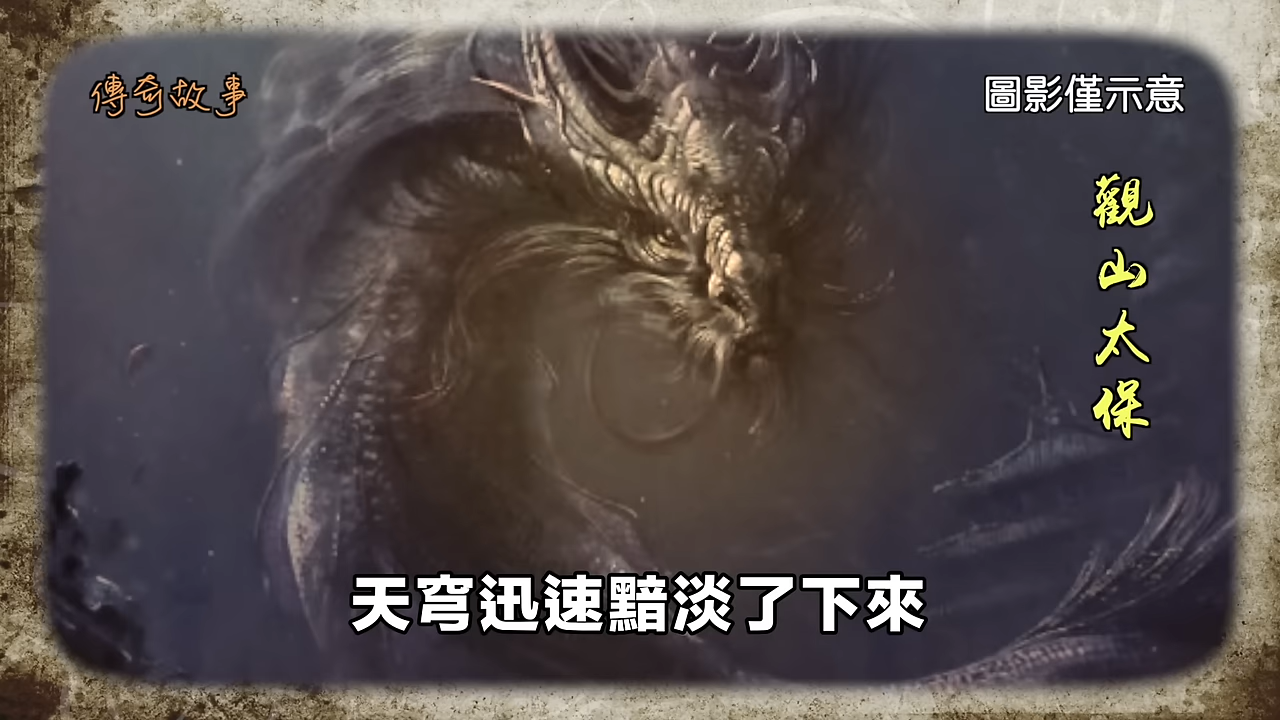 傳奇故事
圖影僅示意
觀山太保
天穹迅速黯淡了下來